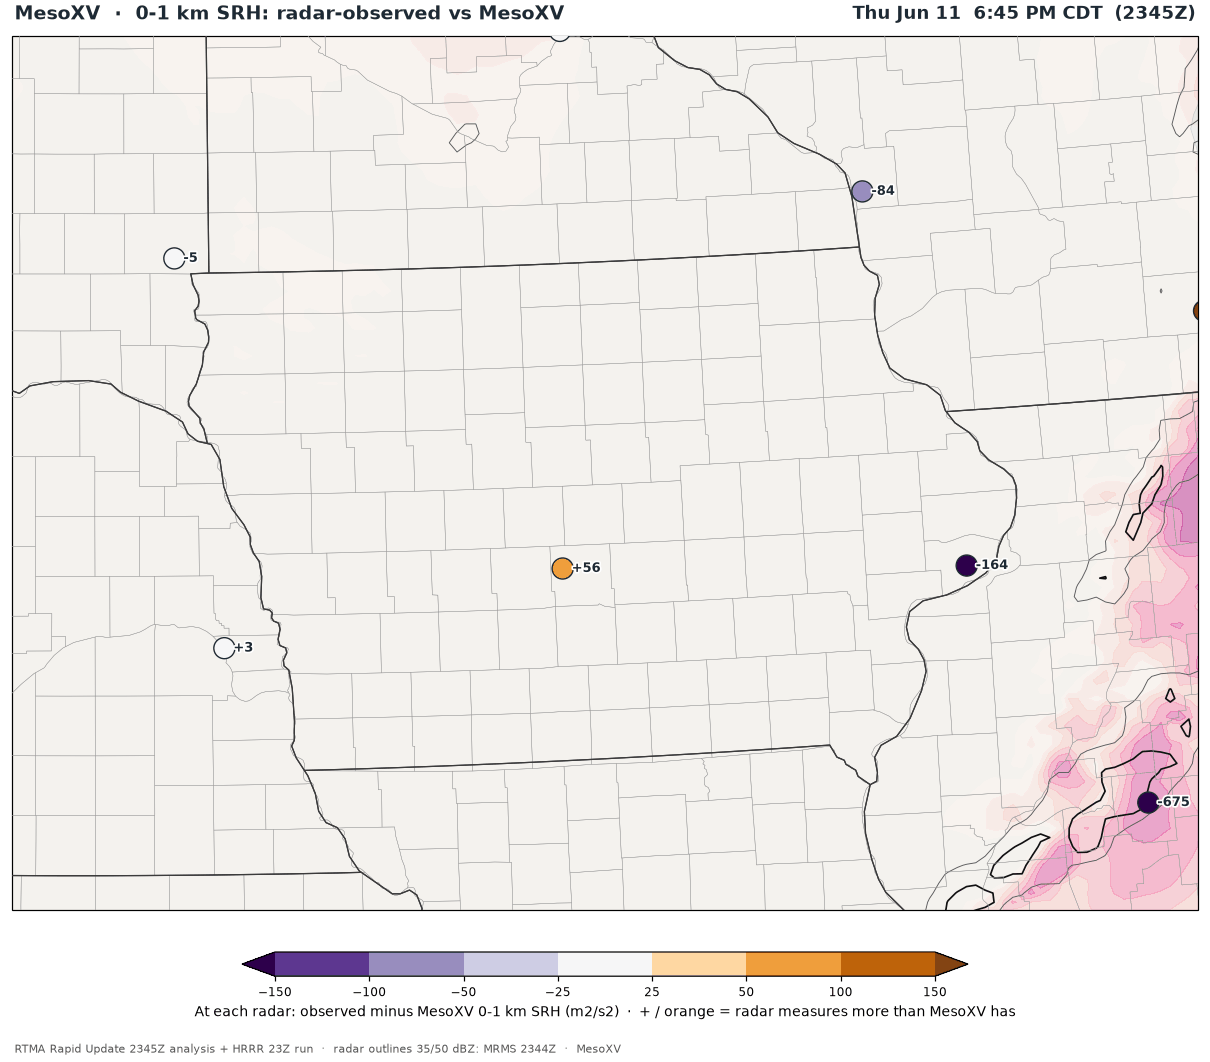 MesoXV · 0-1 km SRH: radar-observed vs MesoXV
Thu Jun 11 6:45 PM CDT (2345Z)
-84
-5
+56
-164
+3
-675
−150 −100 −50 −25 25 50 100 150
At each radar: observed minus MesoXV 0-1 km SRH (m2/s2) · + / orange = radar measures more than MesoXV has
RTMA Rapid Update 2345Z analysis + HRRR 23Z run · radar outlines 35/50 dBZ: MRMS 2344Z · MesoXV